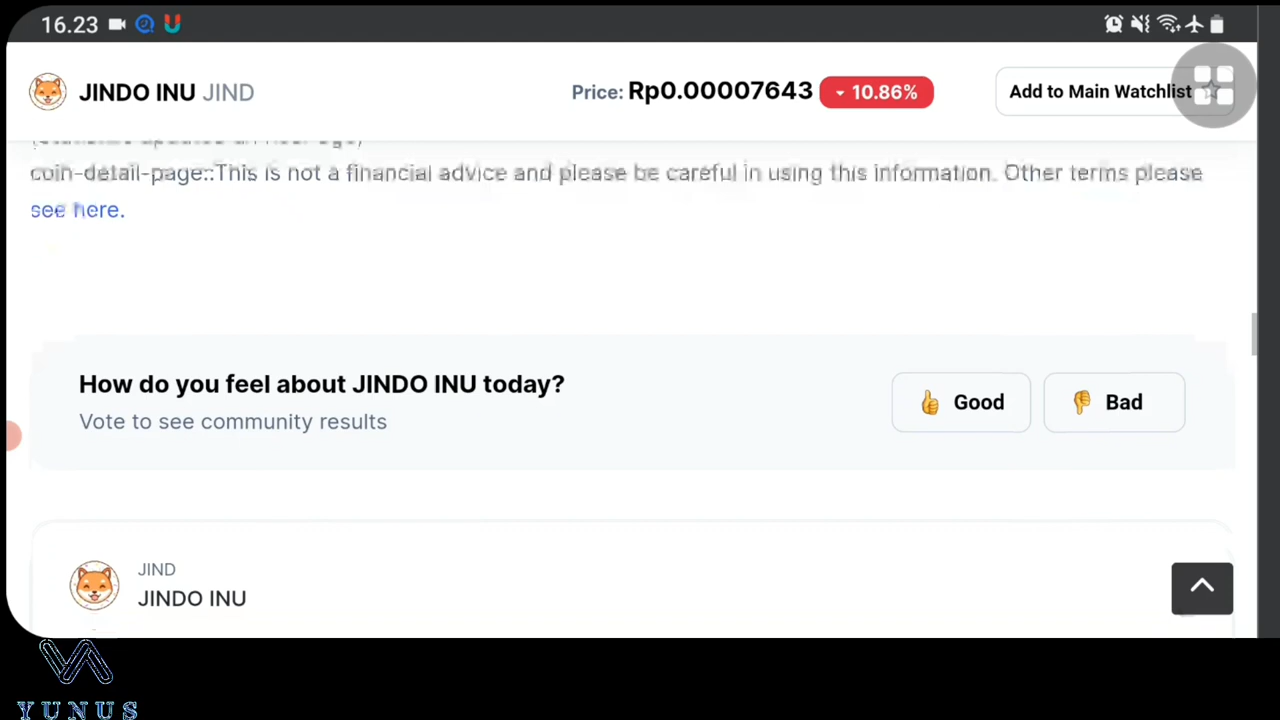 16.23
JINDO INU JIND
Price: Rp0.00007643 10.86%
Add to Main Watchlist
coin-detail-page::This is not a financial advice and please be careful in using this information. Other terms please
see here.
How do you feel about JINDO INU today?
Vote to see community results
👍 Good
👎 Bad
JIND
JINDO INU
YUNUS